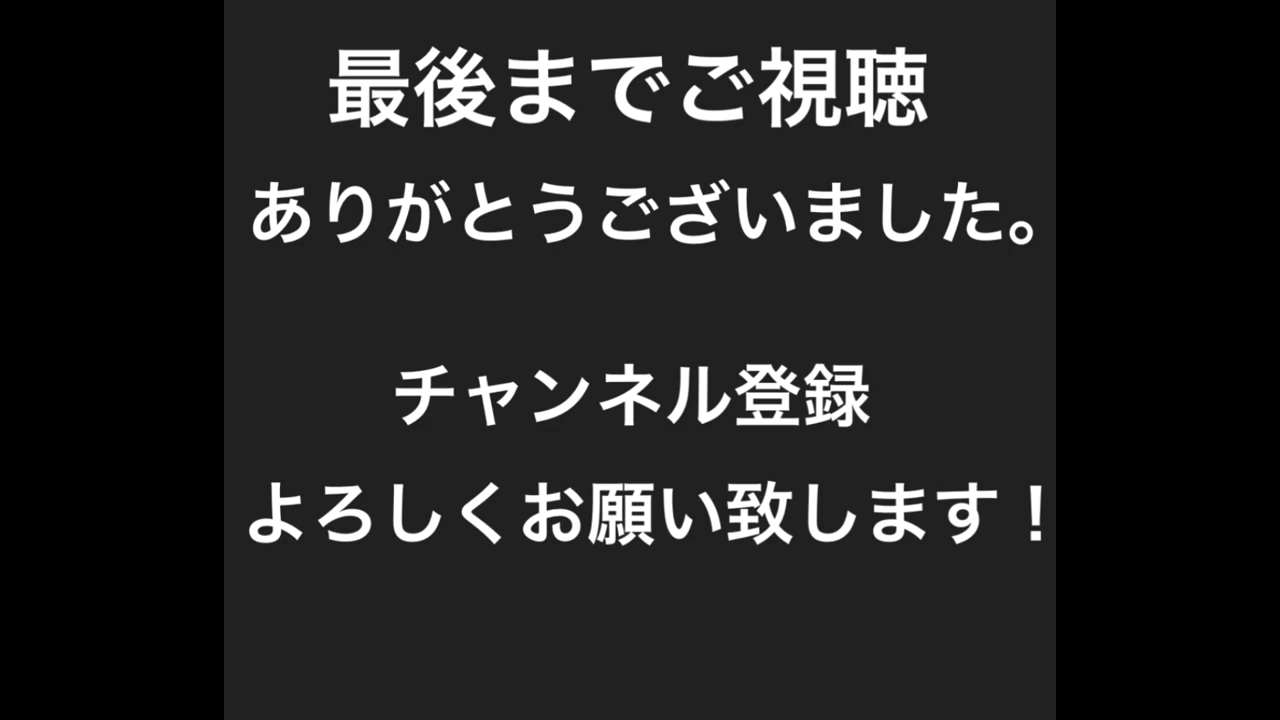 最後までご視聴
ありがとうございました。
チャンネル登録
よろしくお願い致します！